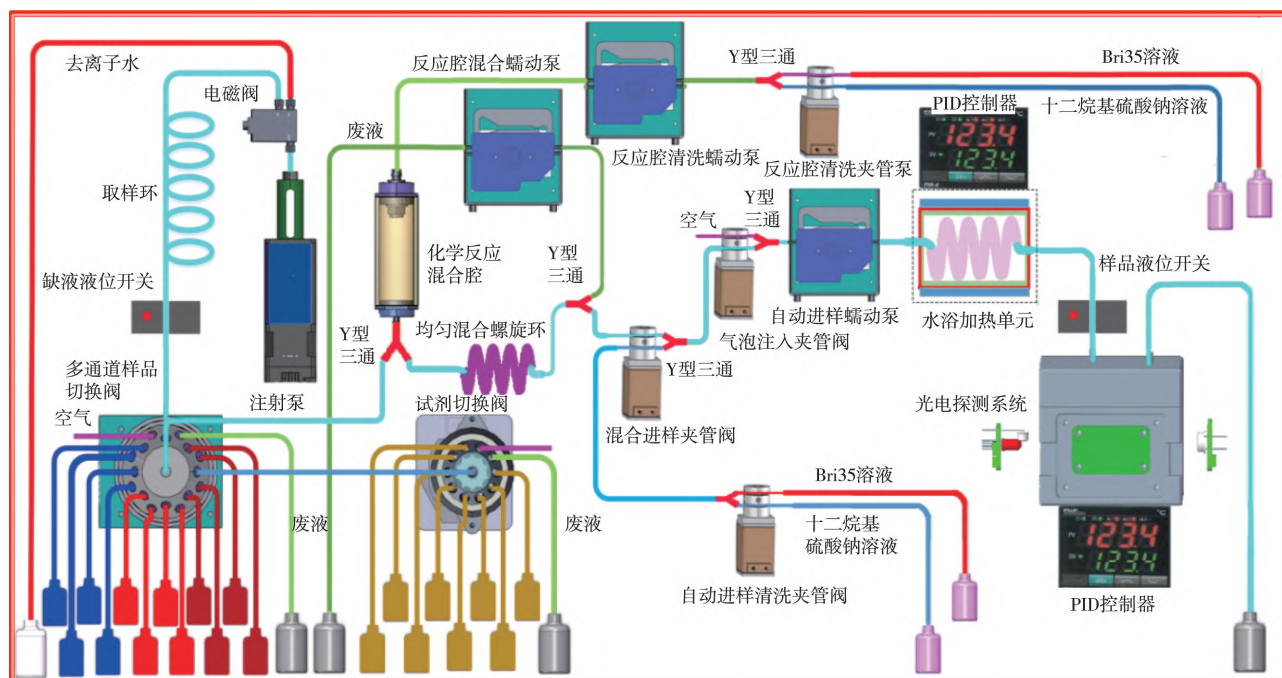 去离子水
电磁阀
取样环
缺液液位开关
多通道样品
切换阀
空气
注射泵
废液
反应腔混合蠕动泵
废液
化学反应
混合腔
Y型
三通
均匀混合螺旋环
Y型
三通
试剂切换阀
废液
反应腔清洗蠕动泵
Y型三通
反应腔清洗夹管泵
Bri35溶液
十二烷基硫酸钠溶液
PID控制器
123.4
123.4
空气
Y型
三通
自动进样蠕动泵
气泡注入夹管阀
Y型三通
混合进样夹管阀
水浴加热单元
样品液位开关
光电探测系统
Bri35溶液
十二烷基
硫酸钠溶液
自动进样清洗夹管阀
123.4
123.4
PID控制器